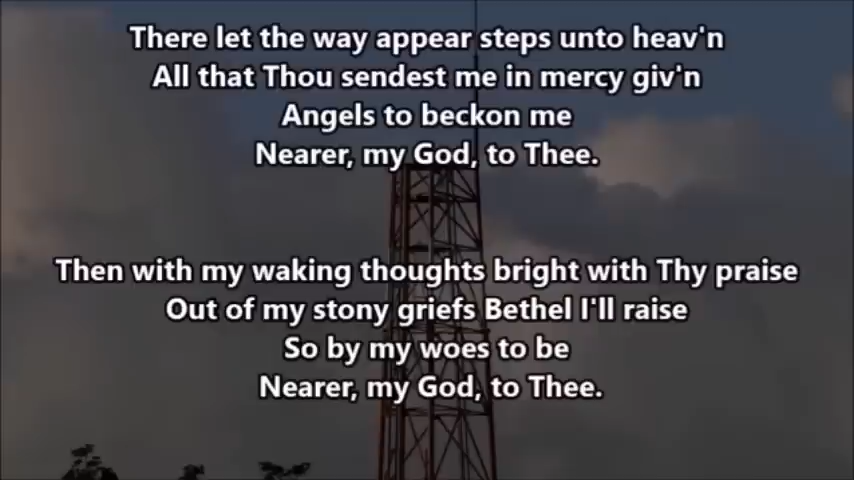 There let the way appear steps unto heav'n
All that Thou sendest me in mercy giv'n
Angels to beckon me
Nearer, my God, to Thee.
Then with my waking thoughts bright with Thy praise
Out of my stony griefs Bethel I'll raise
So by my woes to be
Nearer, my God, to Thee.